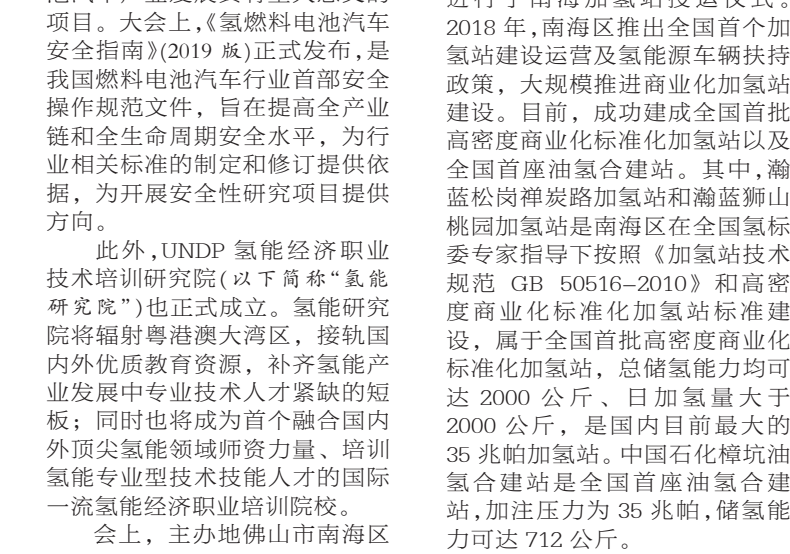 项目。大会上,《氢燃料电池汽车
安全指南》(2019 版)正式发布,是
我国燃料电池汽车行业首部安全
操作规范文件，旨在提高全产业
链和全生命周期安全水平，为行
业相关标准的制定和修订提供依
据，为开展安全性研究项目提供
方向。
此外,UNDP 氢能经济职业
技术培训研究院(以下简称“氢能
研究院”)也正式成立。氢能研究
院将辐射粤港澳大湾区，接轨国
内外优质教育资源，补齐氢能产
业发展中专业技术人才紧缺的短
板；同时也将成为首个融合国内
外顶尖氢能领域师资力量、培训
氢能专业型技术技能人才的国际
一流氢能经济职业培训院校。
会上，主办地佛山市南海区
2018 年,南海区推出全国首个加
氢站建设运营及氢能源车辆扶持
政策，大规模推进商业化加氢站
建设。目前，成功建成全国首批
高密度商业化标准化加氢站以及
全国首座油氢合建站。其中,瀚
蓝松岗禅炭路加氢站和瀚蓝狮山
桃园加氢站是南海区在全国氢标
委专家指导下按照《加氢站技术
规范 GB 50516–2010》和高密
度商业化标准化加氢站标准建
设，属于全国首批高密度商业化
标准化加氢站，总储氢能力均可
达 2000 公斤、日加氢量大于
2000 公斤，是国内目前最大的
35 兆帕加氢站。中国石化樟坑油
氢合建站是全国首座油氢合建
站,加注压力为 35 兆帕,储氢能
力可达 712 公斤。